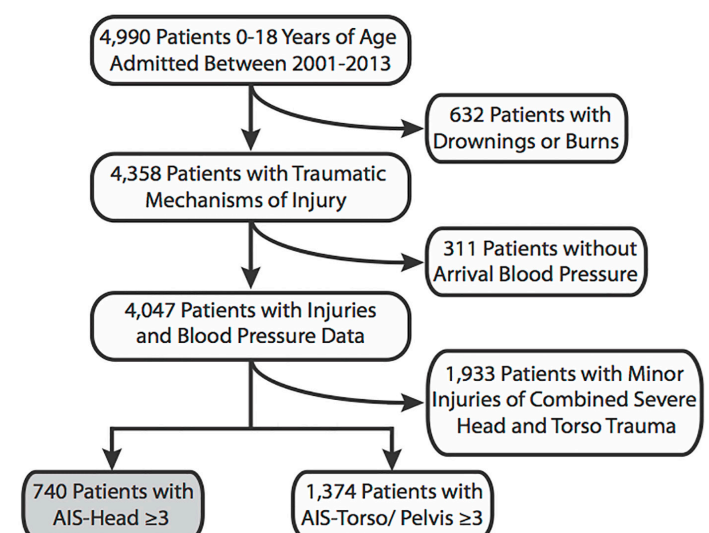 4,990 Patients 0-18 Years of Age
Admitted Between 2001-2013
632 Patients with
Drownings or Burns
4,358 Patients with Traumatic
Mechanisms of Injury
311 Patients without
Arrival Blood Pressure
4,047 Patients with Injuries
and Blood Pressure Data
1,933 Patients with Minor
Injuries of Combined Severe
Head and Torso Trauma
740 Patients with
AIS-Head ≥3
1,374 Patients with
AIS-Torso/ Pelvis ≥3